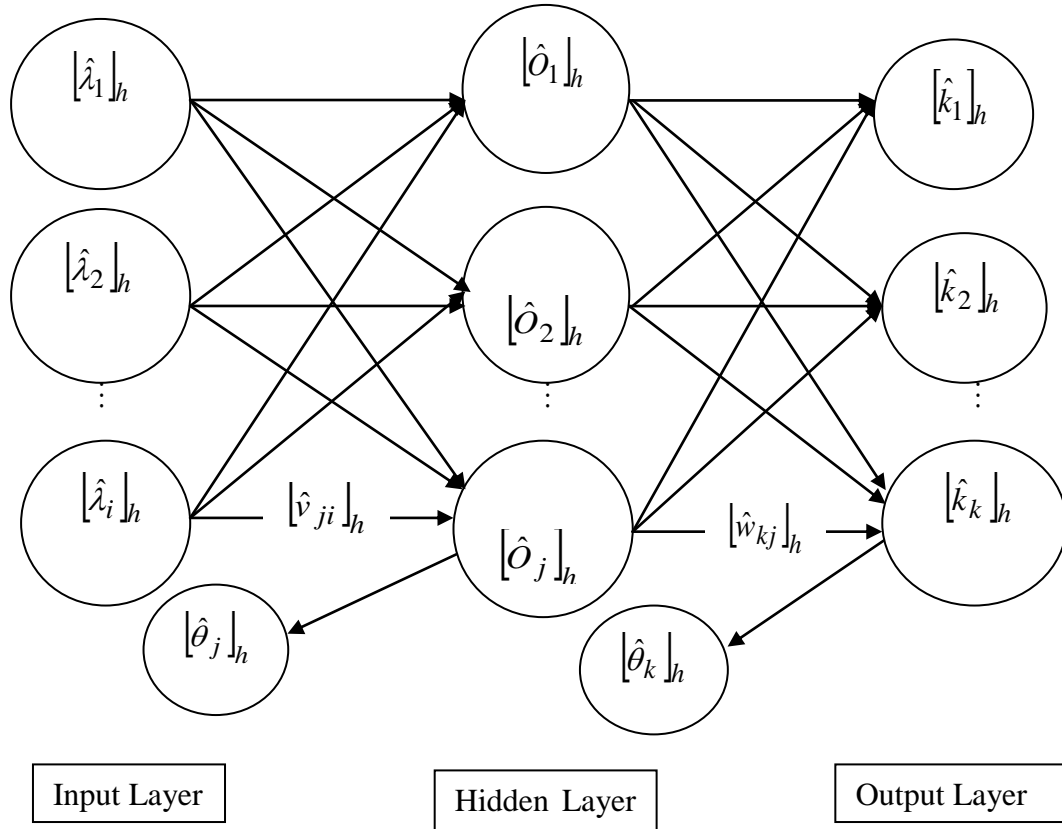 [λ̂₁]ₕ [Ô₁]ₕ [k̂₁]ₕ
[λ̂₂]ₕ [Ô₂]ₕ [k̂₂]ₕ
⋮ ⋮ ⋮
[λ̂ᵢ]ₕ [v̂ⱼᵢ]ₕ [Ôⱼ]ₕ [ŵₖⱼ]ₕ [k̂ₖ]ₕ
[θ̂ⱼ]ₕ [θ̂ₖ]ₕ
Input Layer
Hidden Layer
Output Layer